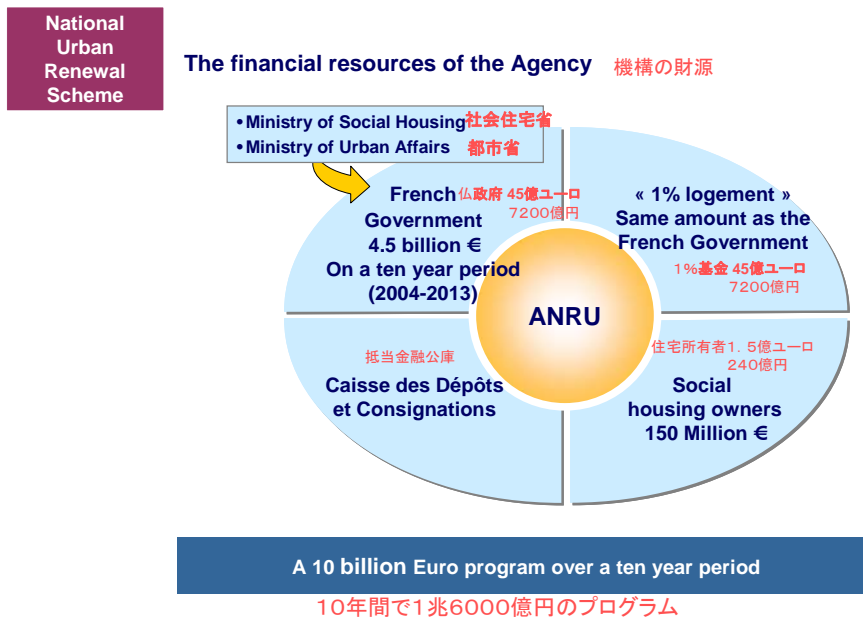 National
Urban
Renewal
Scheme
The financial resources of the Agency 機構の財源
• Ministry of Social Housing 社会住宅省
• Ministry of Urban Affairs 都市省
French 仏政府 45億ユーロ
7200億円
Government
4.5 billion €
On a ten year period
(2004-2013)
« 1% logement »
Same amount as the
French Government
1%基金 45億ユーロ
7200億円
ANRU
抵当金融公庫
Caisse des Dépôts
et Consignations
住宅所有者1.5億ユーロ
240億円
Social
housing owners
150 Million €
A 10 billion Euro program over a ten year period
10年間で1兆6000億円のプログラム